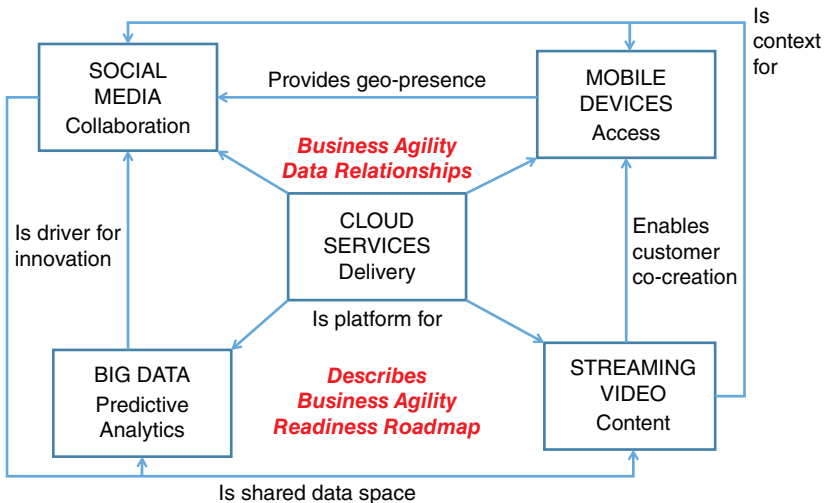 Is
context
for
SOCIAL
MEDIA
Collaboration
Provides geo-presence
MOBILE
DEVICES
Access
Business Agility
Data Relationships
Is driver for
innovation
CLOUD
SERVICES
Delivery
Enables
customer
co-creation
Is platform for
BIG DATA
Predictive
Analytics
Describes
Business Agility
Readiness Roadmap
STREAMING
VIDEO
Content
Is shared data space